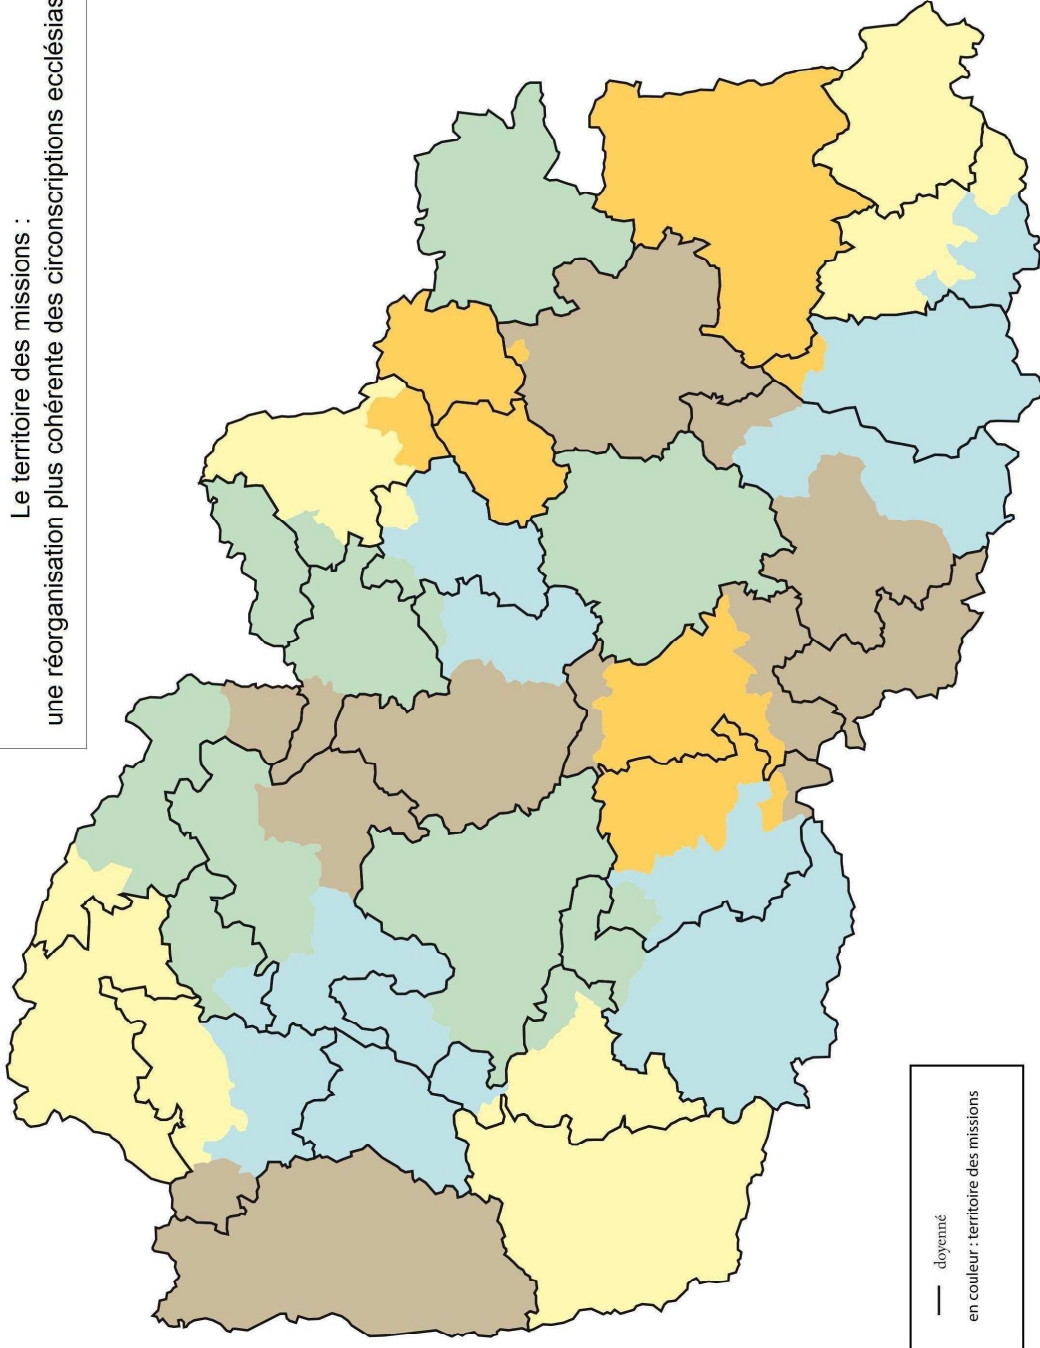 Le territoire des missions :
une réorganisation plus cohérente des circonscriptions
doyenné
en couleur : territoire des missions